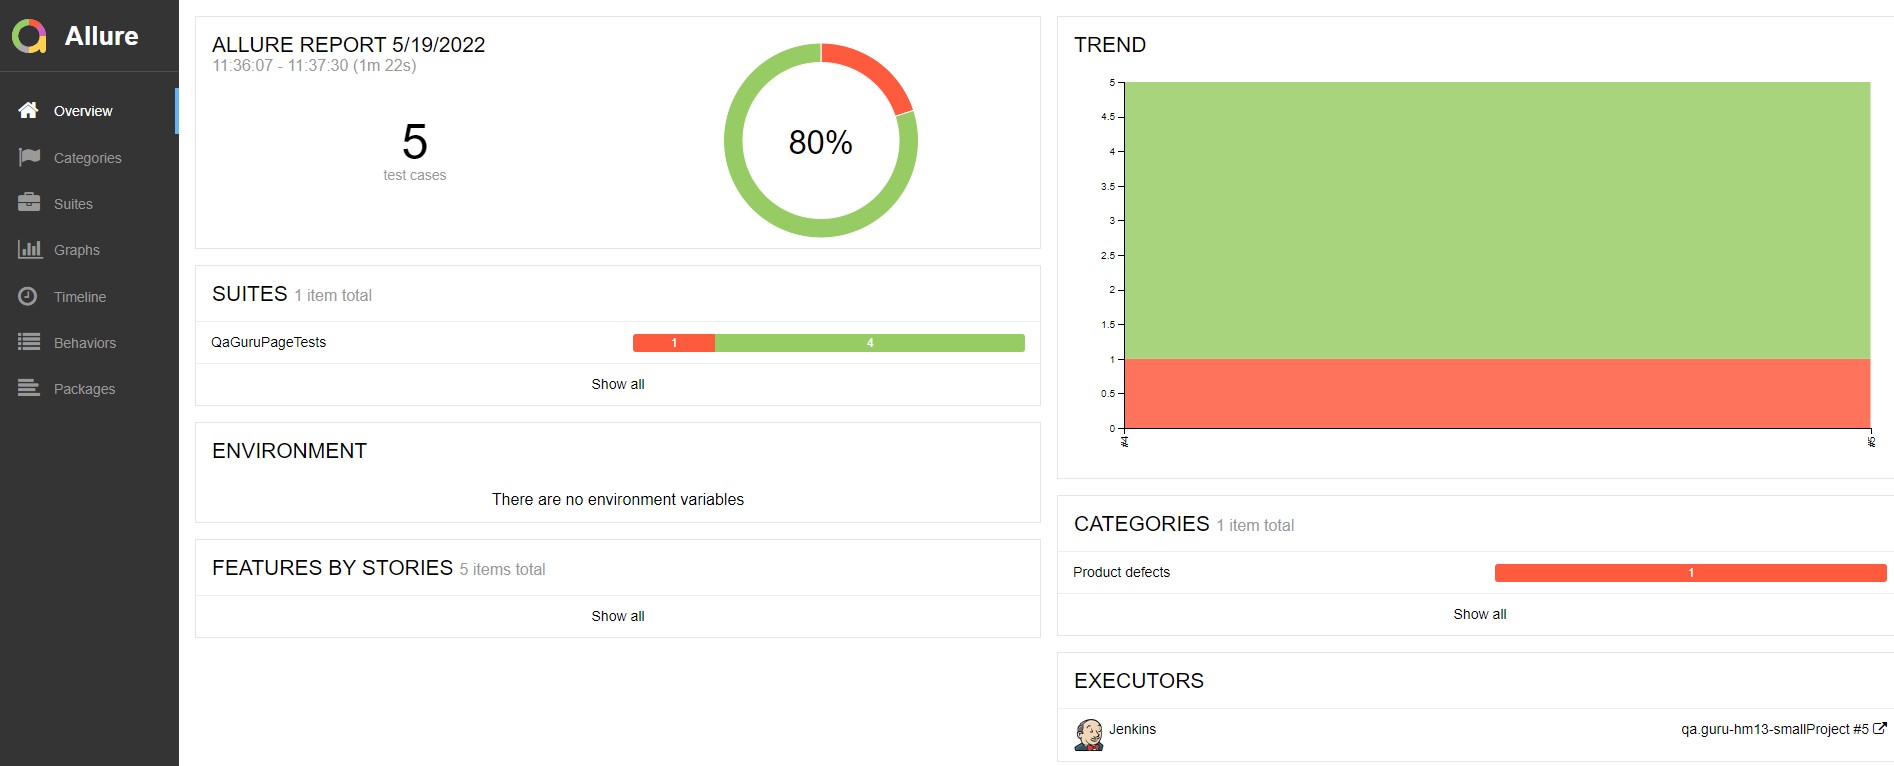 Allure
Overview
Categories
Suites
Graphs
Timeline
Behaviors
Packages
ALLURE REPORT 5/19/2022
11:36:07 - 11:37:30 (1m 22s)
5
test cases
80%
SUITES 1 item total
QaGuruPageTests 1 4
Show all
ENVIRONMENT
There are no environment variables
FEATURES BY STORIES 5 items total
Show all
TREND
5
4.5
4
3.5
3
2.5
2
1.5
1
0.5
0
#4 #5
CATEGORIES 1 item total
Product defects 1
Show all
EXECUTORS
Jenkins qa.guru-hm13-smallProject #5